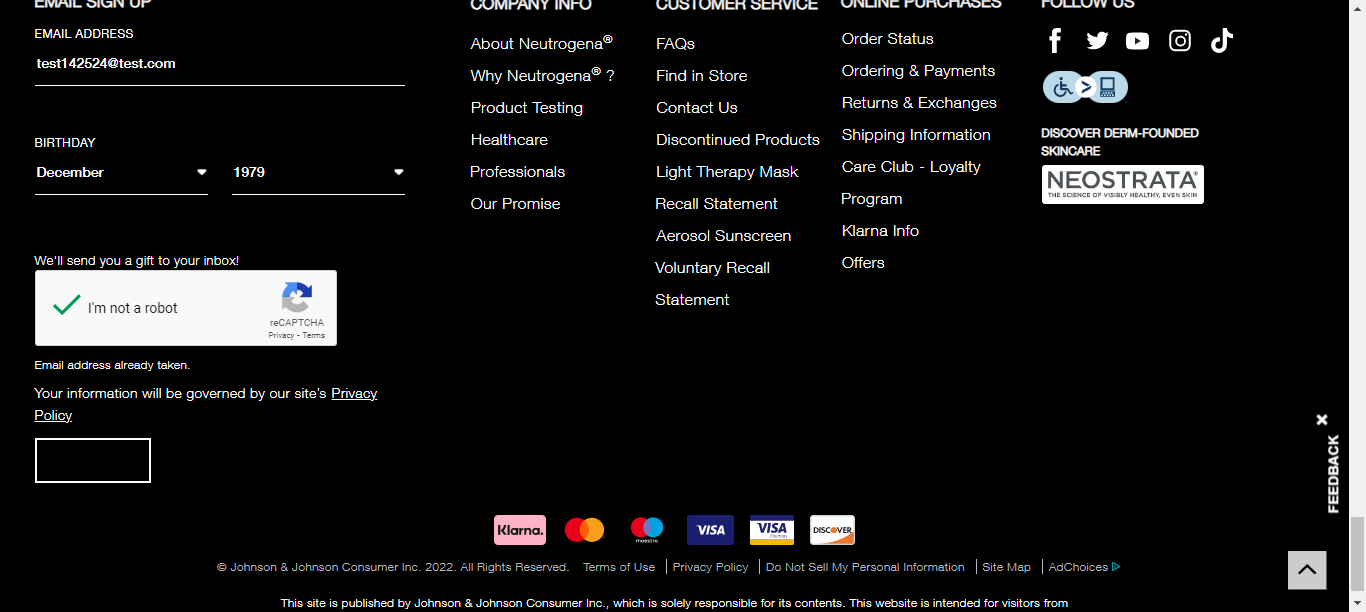 EMAIL SIGN UP
EMAIL ADDRESS
test142524@test.com
BIRTHDAY
December
1979
We'll send you a gift to your inbox!
I'm not a robot
reCAPTCHA
Privacy - Terms
Email address already taken.
Your information will be governed by our site's Privacy
Policy
COMPANY INFO
About Neutrogena®
Why Neutrogena® ?
Product Testing
Healthcare
Professionals
Our Promise
CUSTOMER SERVICE
FAQs
Find in Store
Contact Us
Discontinued Products
Light Therapy Mask
Recall Statement
Aerosol Sunscreen
Voluntary Recall
Statement
ONLINE PURCHASES
Order Status
Ordering & Payments
Returns & Exchanges
Shipping Information
Care Club - Loyalty
Program
Klarna Info
Offers
FOLLOW US
DISCOVER DERM-FOUNDED
SKINCARE
NEOSTRATA®
THE SCIENCE OF VISIBLY HEALTHY, EVEN SKIN
FEEDBACK
Klarna.
maestro
VISA
VISA
Electron
DISCOVER
© Johnson & Johnson Consumer Inc. 2022. All Rights Reserved. Terms of Use Privacy Policy Do Not Sell My Personal Information Site Map AdChoices
This site is published by Johnson & Johnson Consumer Inc., which is solely responsible for its contents. This website is intended for visitors from